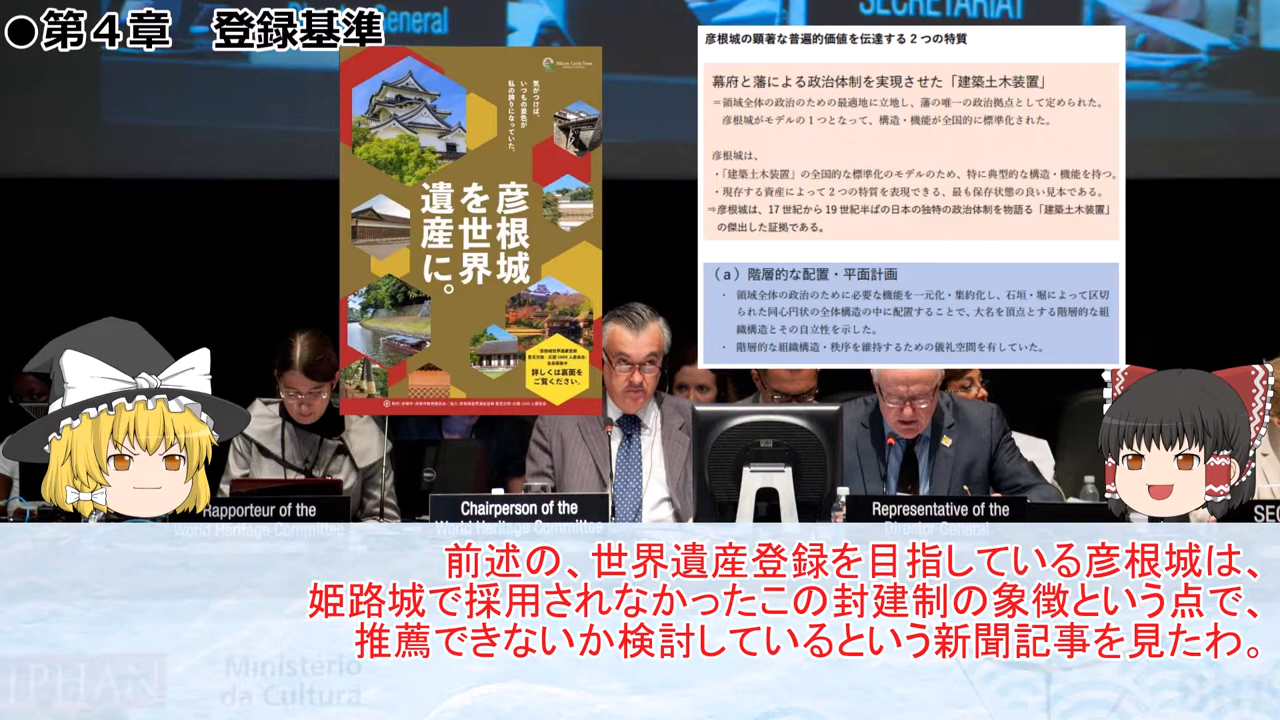 ●第４章　登録基準
Director General
SECRETARIAT
Hikone Castle
気がつけば、
いつもの景色が
私の誇りになっていた。
彦根城
を世界
遺産に。
詳しくは裏面を
ご覧ください。
彦根城の顕著な普遍的価値を伝達する２つの特質
幕府と藩による政治体制を実現させた「建築土木装置」
＝領域全体の政治のための最適地に立地し、藩の唯一の政治拠点として定められた。
彦根城がモデルの１つとなって、構造・機能が全国的に標準化された。
彦根城は、
・「建築土木装置」の全国的な標準化のモデルのため、特に典型的な構造・機能を持つ。
・現存する資産によって２つの特質を表現できる、最も保存状態の良い見本である。
⇒彦根城は、17 世紀から 19 世紀半ばの日本の独特の政治体制を物語る「建築土木装置」
の傑出した証拠である。
（a）階層的な配置・平面計画
・ 領域全体の政治のために必要な機能を一元化・集約化し、石垣・堀によって区切
られた同心円状の全体構造の中に配置することで、大名を頂点とする階層的な組
織構造とその自立性を示した。
・ 階層的な組織構造・秩序を維持するための儀礼空間を有していた。
Rapporteur of the
World Heritage Committee
Chairperson of the
World Heritage Committee
Representative of the
Director General
SEC
前述の、世界遺産登録を目指している彦根城は、
姫路城で採用されなかったこの封建制の象徴という点で、
推薦できないか検討しているという新聞記事を見たわ。
IPHAN
Ministério
da Cultura